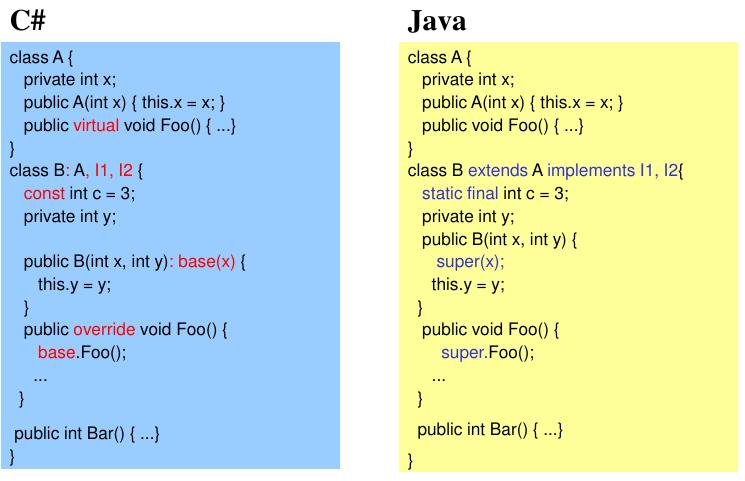 C#
class A {
private int x;
public A(int x) { this.x = x; }
public virtual void Foo() { ...}
}
class B: A, I1, I2 {
const int c = 3;
private int y;
public B(int x, int y): base(x) {
this.y = y;
}
public override void Foo() {
base.Foo();
...
}
public int Bar() { ...}
}
Java
class A {
private int x;
public A(int x) { this.x = x; }
public void Foo() { ...}
}
class B extends A implements I1, I2{
static final int c = 3;
private int y;
public B(int x, int y) {
super(x);
this.y = y;
}
public void Foo() {
super.Foo();
...
}
public int Bar() { ...}
}